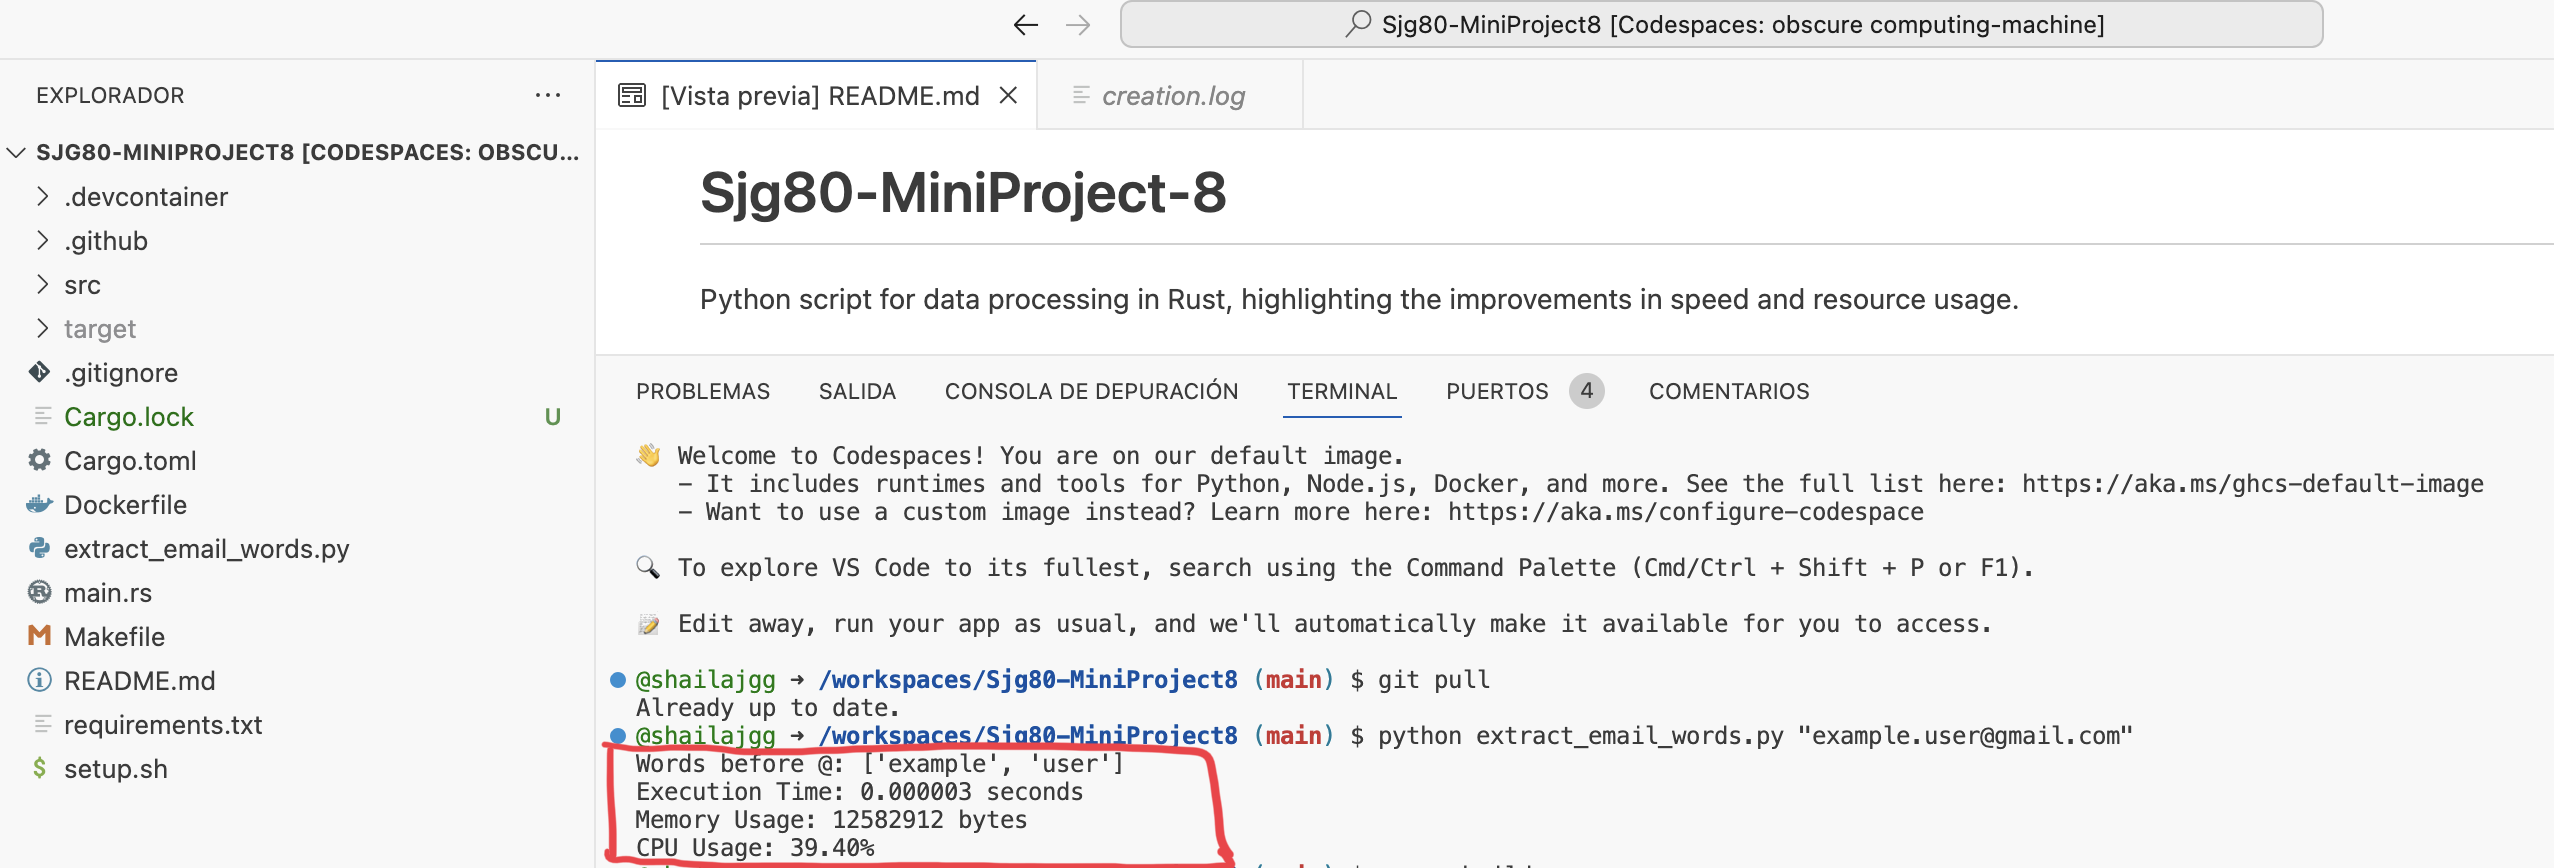 Sjg80-MiniProject8 [Codespaces: obscure computing-machine]
EXPLORADOR
SJG80-MINIPROJECT8 [CODESPACES: OBSCU...
.devcontainer
.github
src
target
.gitignore
Cargo.lock U
Cargo.toml
Dockerfile
extract_email_words.py
main.rs
Makefile
README.md
requirements.txt
setup.sh
[Vista previa] README.md
creation.log
Sjg80-MiniProject-8
Python script for data processing in Rust, highlighting the improvements in speed and resource usage.
PROBLEMAS SALIDA CONSOLA DE DEPURACIÓN TERMINAL PUERTOS 4 COMENTARIOS
👋 Welcome to Codespaces! You are on our default image.
- It includes runtimes and tools for Python, Node.js, Docker, and more. See the full list here: https://aka.ms/ghcs-default-image
- Want to use a custom image instead? Learn more here: https://aka.ms/configure-codespace
🔍 To explore VS Code to its fullest, search using the Command Palette (Cmd/Ctrl + Shift + P or F1).
📝 Edit away, run your app as usual, and we'll automatically make it available for you to access.
@shailajgg → /workspaces/Sjg80-MiniProject8 (main) $ git pull
Already up to date.
@shailajgg → /workspaces/Sjg80-MiniProject8 (main) $ python extract_email_words.py "example.user@gmail.com"
Words before @: ['example', 'user']
Execution Time: 0.000003 seconds
Memory Usage: 12582912 bytes
CPU Usage: 39.40%